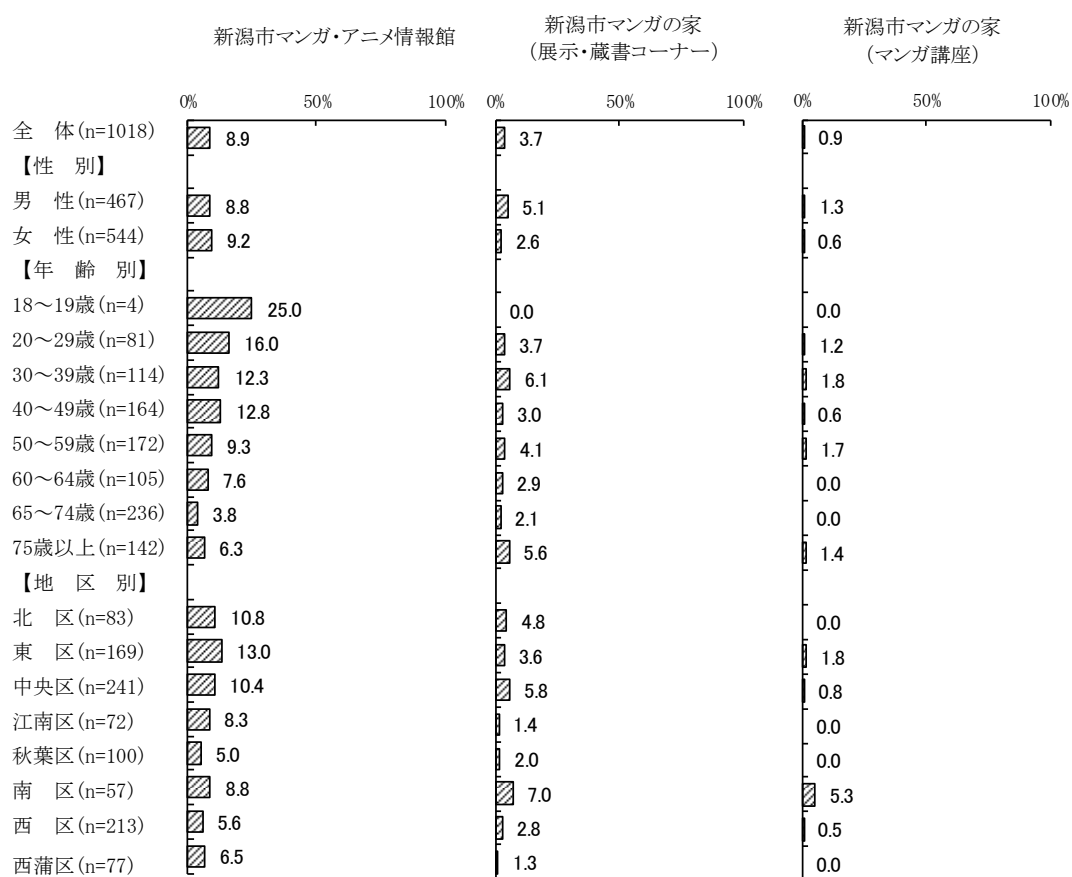 新潟市マンガ・アニメ情報館
新潟市マンガの家
(展示・蔵書コーナー)
新潟市マンガの家
(マンガ講座)
0% 50% 100% 0% 50% 100% 0% 50% 100%
全　体(n=1018) 8.9 3.7 0.9
【性　別】
男　性(n=467) 8.8 5.1 1.3
女　性(n=544) 9.2 2.6 0.6
【年　齢　別】
18～19歳(n=4) 25.0 0.0 0.0
20～29歳(n=81) 16.0 3.7 1.2
30～39歳(n=114) 12.3 6.1 1.8
40～49歳(n=164) 12.8 3.0 0.6
50～59歳(n=172) 9.3 4.1 1.7
60～64歳(n=105) 7.6 2.9 0.0
65～74歳(n=236) 3.8 2.1 0.0
75歳以上(n=142) 6.3 5.6 1.4
【地　区　別】
北　区(n=83) 10.8 4.8 0.0
東　区(n=169) 13.0 3.6 1.8
中央区(n=241) 10.4 5.8 0.8
江南区(n=72) 8.3 1.4 0.0
秋葉区(n=100) 5.0 2.0 0.0
南　区(n=57) 8.8 7.0 5.3
西　区(n=213) 5.6 2.8 0.5
西蒲区(n=77) 6.5 1.3 0.0